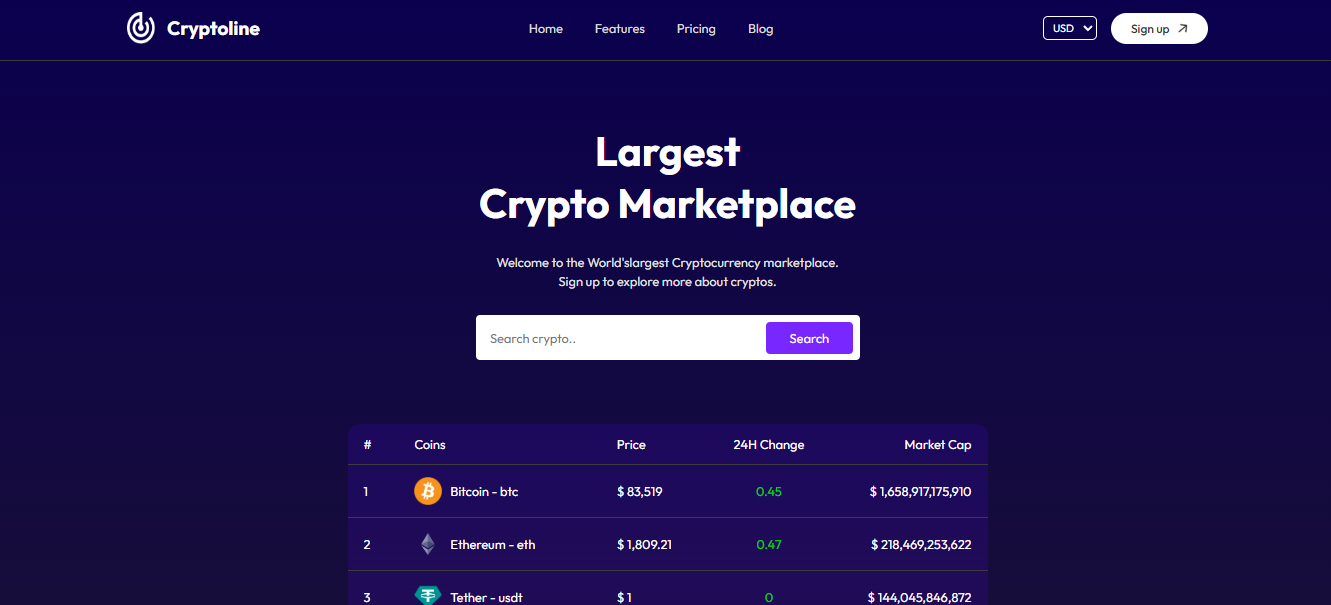 Cryptoline
Home Features Pricing Blog
USD
Sign up
Largest
Crypto Marketplace
Welcome to the World'slargest Cryptocurrency marketplace.
Sign up to explore more about cryptos.
Search crypto..
Search
# Coins Price 24H Change Market Cap
1 Bitcoin - btc $ 83,519 0.45 $ 1,658,917,175,910
2 Ethereum - eth $ 1,809.21 0.47 $ 218,469,253,622
3 Tether - usdt $ 1 0 $ 144,045,846,872